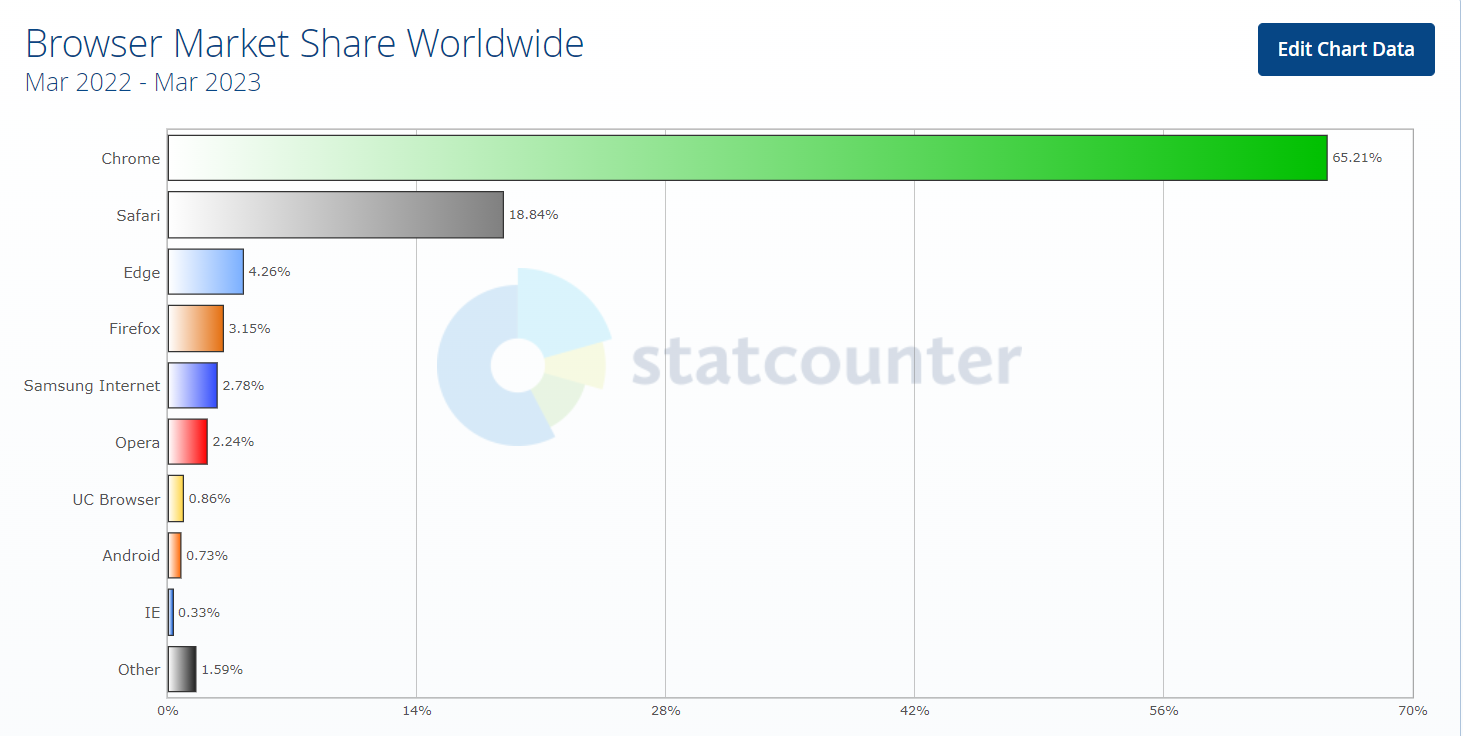 Browser Market Share Worldwide
Mar 2022 - Mar 2023
Edit Chart Data
Chrome 65.21%
Safari 18.84%
Edge 4.26%
Firefox 3.15%
statcounter
Samsung Internet 2.78%
Opera 2.24%
UC Browser 0.86%
Android 0.73%
IE 0.33%
Other 1.59%
0% 14% 28% 42% 56% 70%